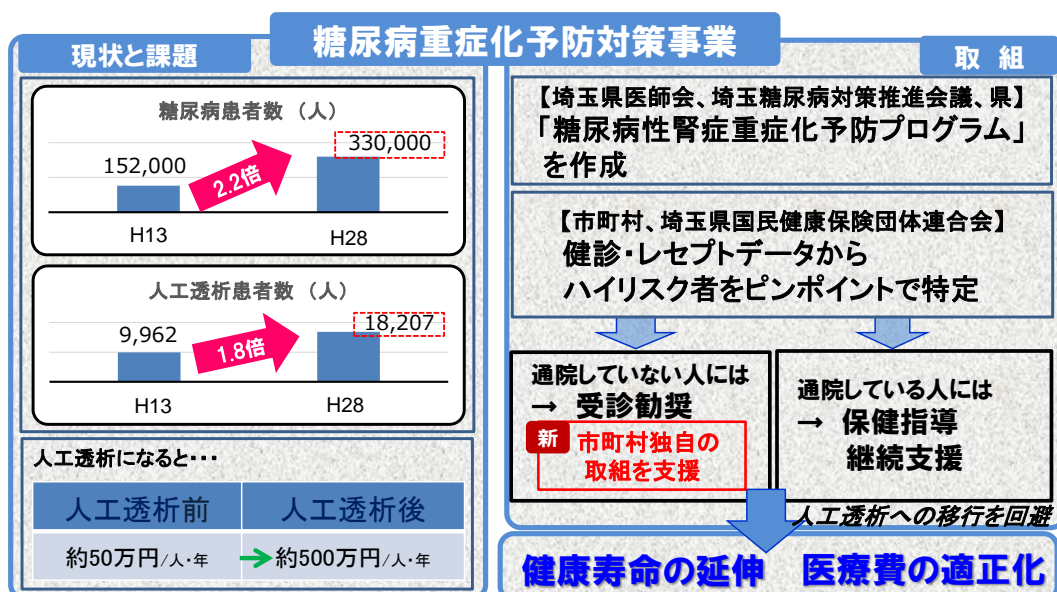 糖尿病重症化予防対策事業
現状と課題
糖尿病患者数（人）
152,000
2.2倍
330,000
H13
H28
人工透析患者数（人）
9,962
1.8倍
18,207
H13
H28
人工透析になると・・・
人工透析前
人工透析後
約50万円/人・年
約500万円/人・年
取 組
【埼玉県医師会、埼玉糖尿病対策推進会議、県】
「糖尿病性腎症重症化予防プログラム」
を作成
【市町村、埼玉県国民健康保険団体連合会】
健診・レセプトデータから
ハイリスク者をピンポイントで特定
通院していない人には
→ 受診勧奨
新 市町村独自の
取組を支援
通院している人には
→ 保健指導
継続支援
人工透析への移行を回避
健康寿命の延伸 医療費の適正化